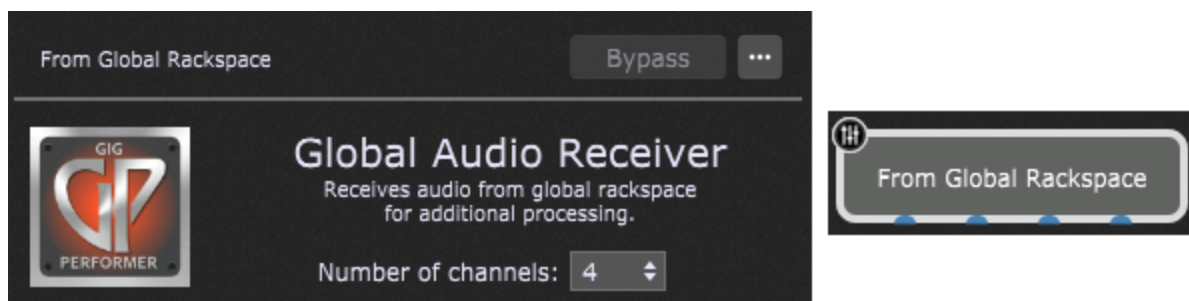 From Global Rackspace
Bypass
...
GIG
GP
PERFORMER
Global Audio Receiver
Receives audio from global rackspace
for additional processing.
Number of channels: 4
From Global Rackspace